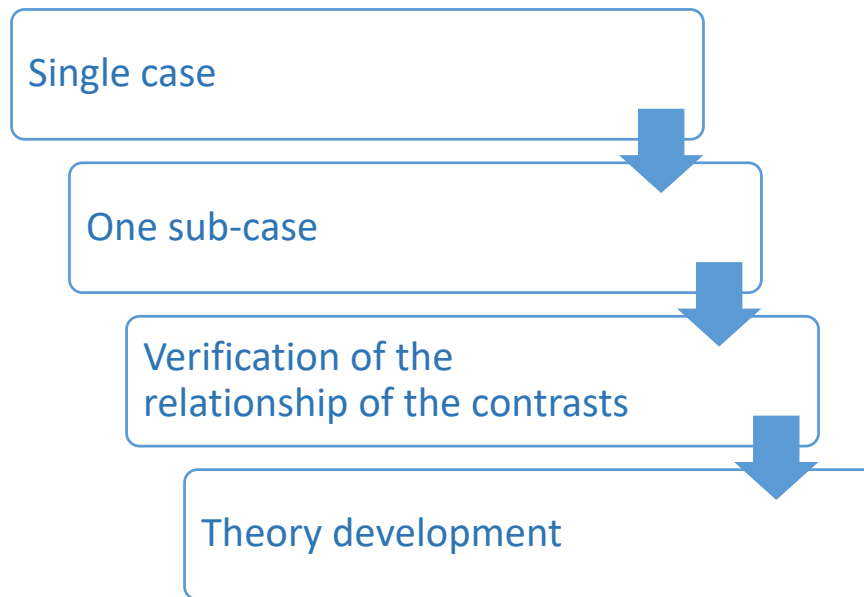 Single case
One sub-case
Verification of the
relationship of the contrasts
Theory development